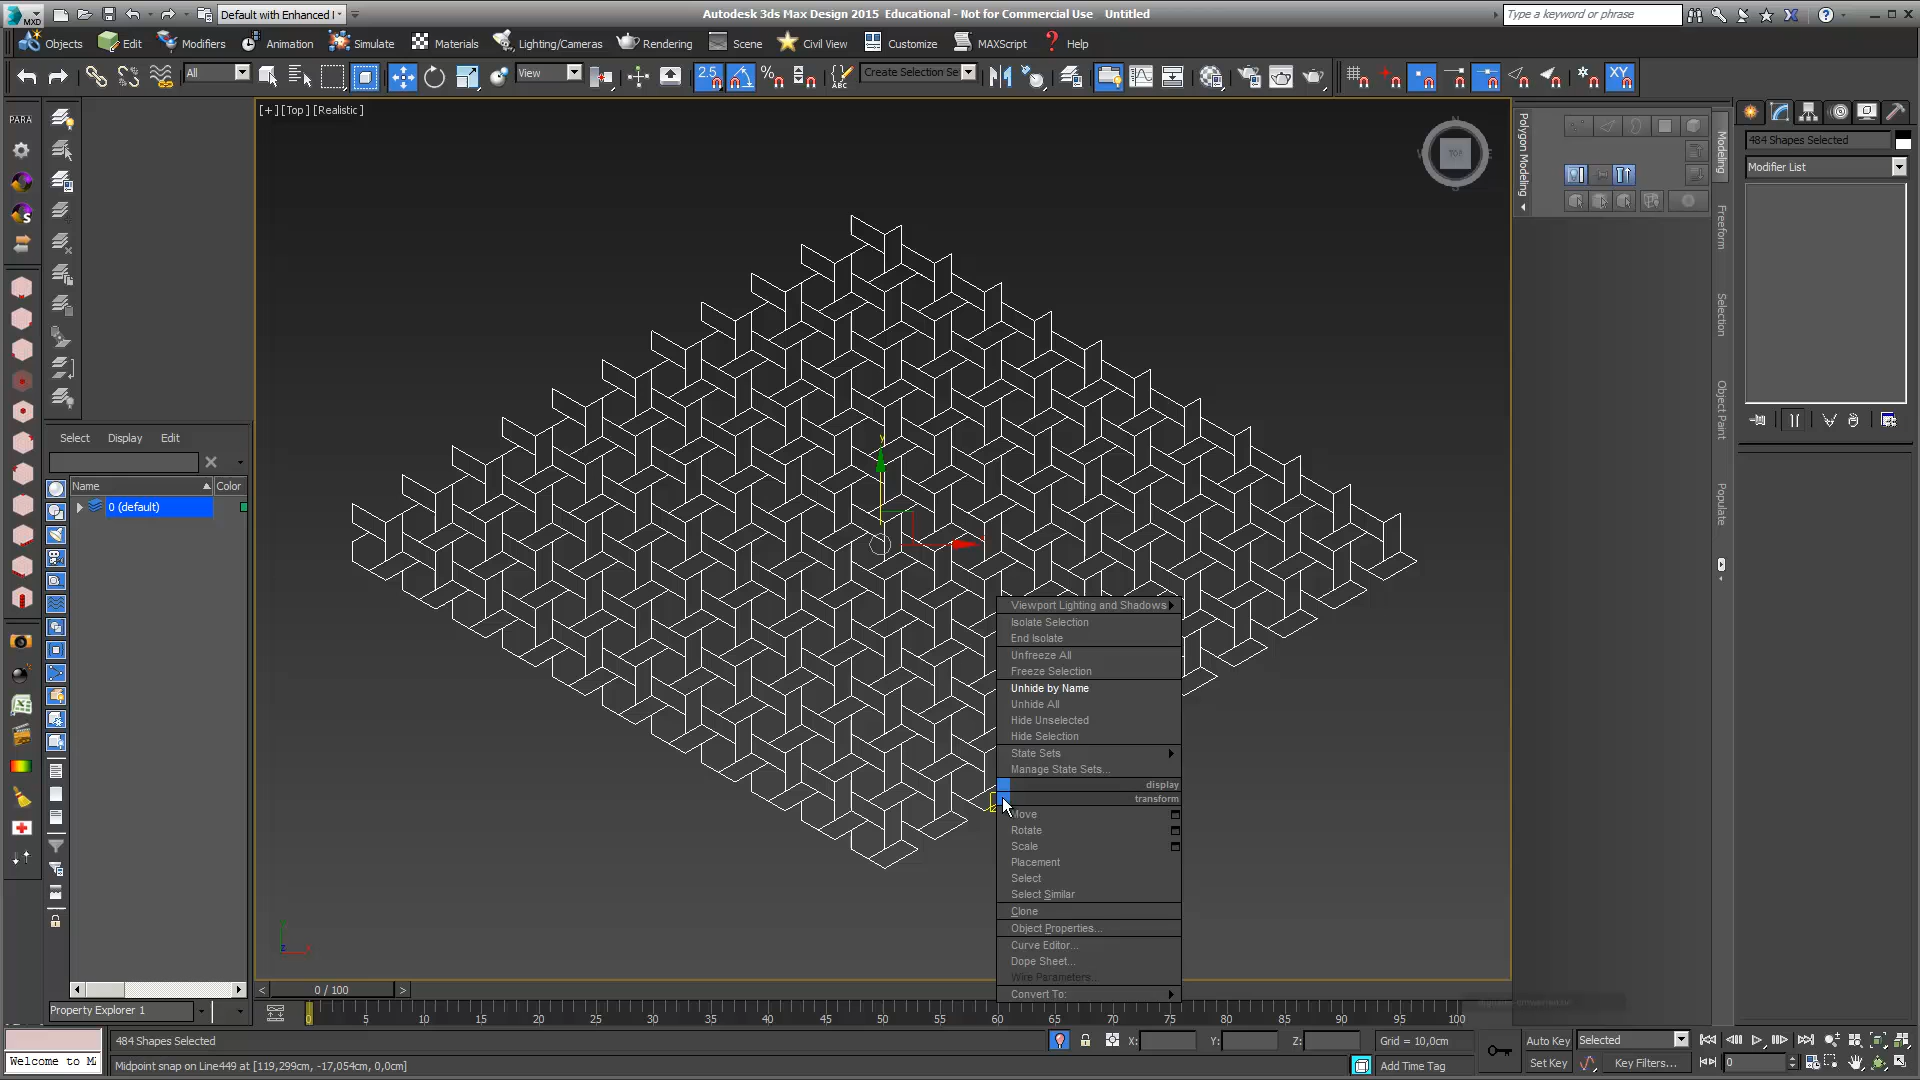 MXD
Default with Enhanced
Autodesk 3ds Max Design 2015 Educational - Not for Commercial Use Untitled
Type a keyword or phrase
Objects Edit Modifiers Animation Simulate Materials Lighting/Cameras Rendering Scene Civil View Customize MAXScript Help
All View 2.5 ABC Create Selection Se XY
[+] [Top] [Realistic]
PARA
TOP
Polygon Modeling
Modeling
Freeform
Selection
Object Paint
Populate
484 Shapes Selected
Modifier List
Select Display Edit
Name Color
0 (default)
y
Viewport Lighting and Shadows
Isolate Selection
End Isolate
Unfreeze All
Freeze Selection
Unhide by Name
Unhide All
Hide Unselected
Hide Selection
State Sets
Manage State Sets...
display
transform
Move
Rotate
Scale
Placement
Select
Select Similar
Clone
Object Properties...
Curve Editor...
Dope Sheet...
Wire Parameters...
Convert To:
< 0 / 100 >
Property Explorer 1
0 5 10 15 20 25 30 35 40 45 50 55 60 65 70 75 80 85 90 95 100
484 Shapes Selected
X: Y: Z: Grid = 10,0cm
Auto Key Selected
Welcome to MA
Midpoint snap on Line449 at [119,299cm, -17,054cm, 0,0cm]
Add Time Tag
Set Key Key Filters... 0